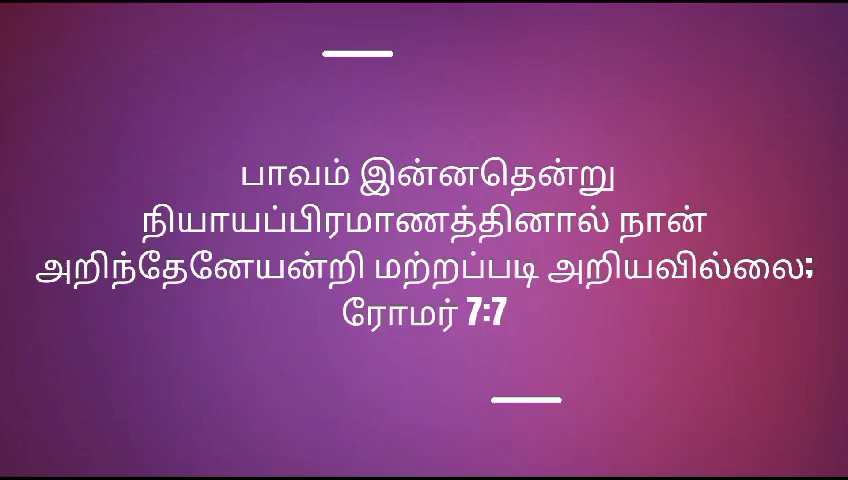 பாவம் இன்னதென்று
நியாயப்பிரமாணத்தினால் நான்
அறிந்தேனேயன்றி மற்றப்படி அறியவில்லை;
ரோமர் 7:7